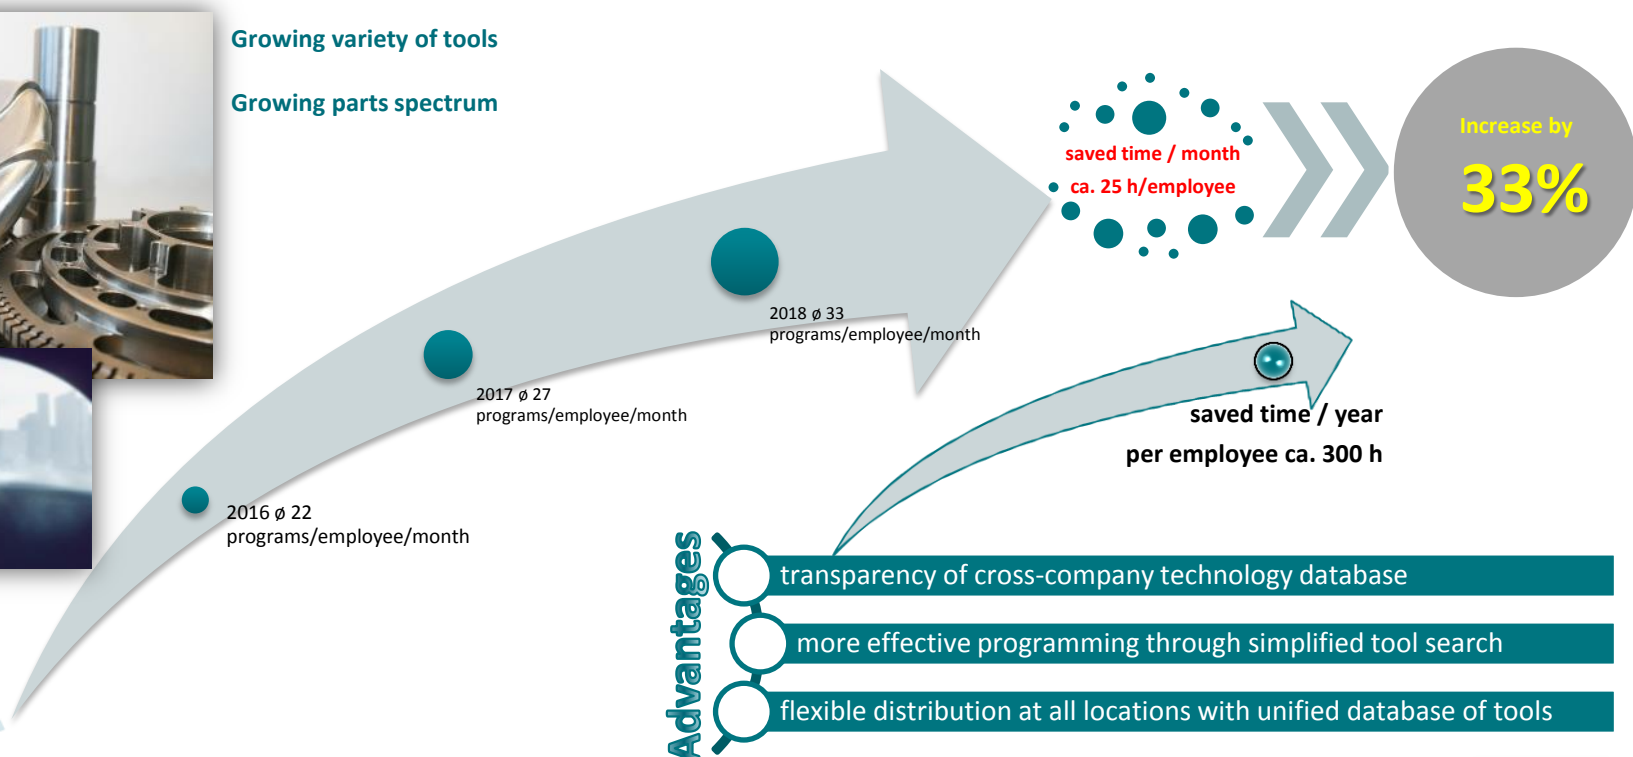 Growing variety of tools
Growing parts spectrum
saved time / month
ca. 25 h/employee
Increase by
33%
2018 ø 33
programs/employee/month
2017 ø 27
programs/employee/month
2016 ø 22
programs/employee/month
saved time / year
per employee ca. 300 h
Advantages
transparency of cross-company technology database
more effective programming through simplified tool search
flexible distribution at all locations with unified database of tools